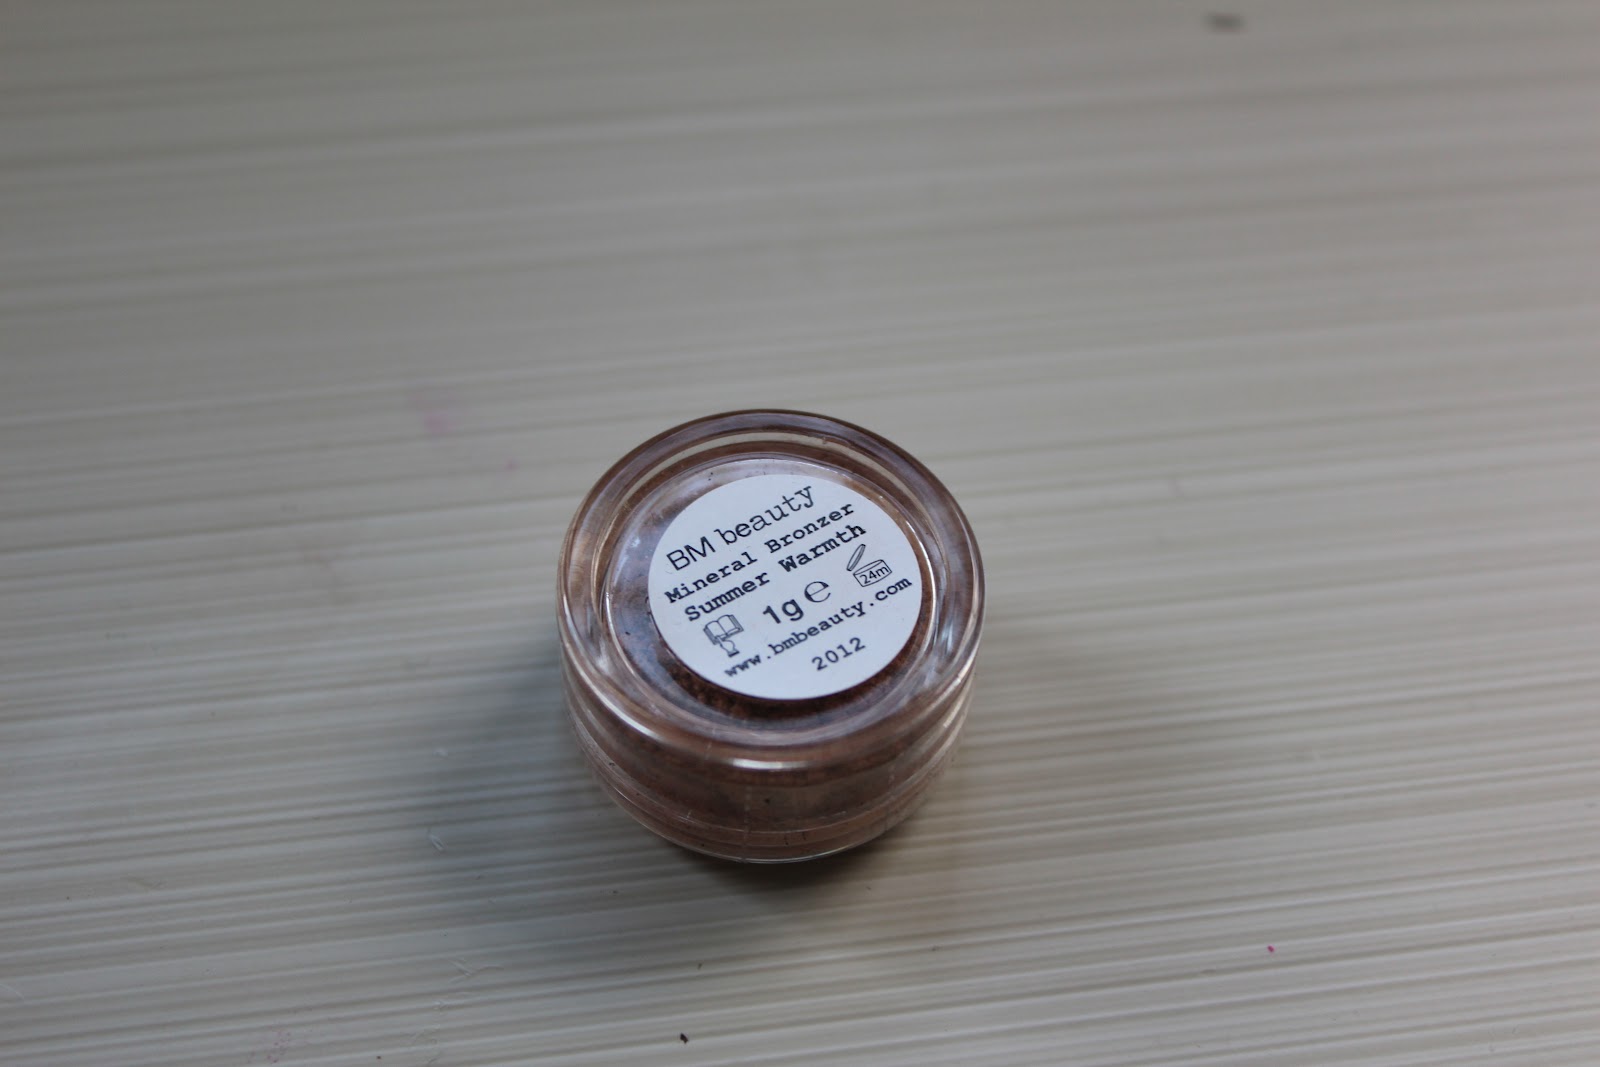 BM beauty
Mineral Bronzer
Summer Warmth
1g ℮ 24m
www.bmbeauty.com
2012